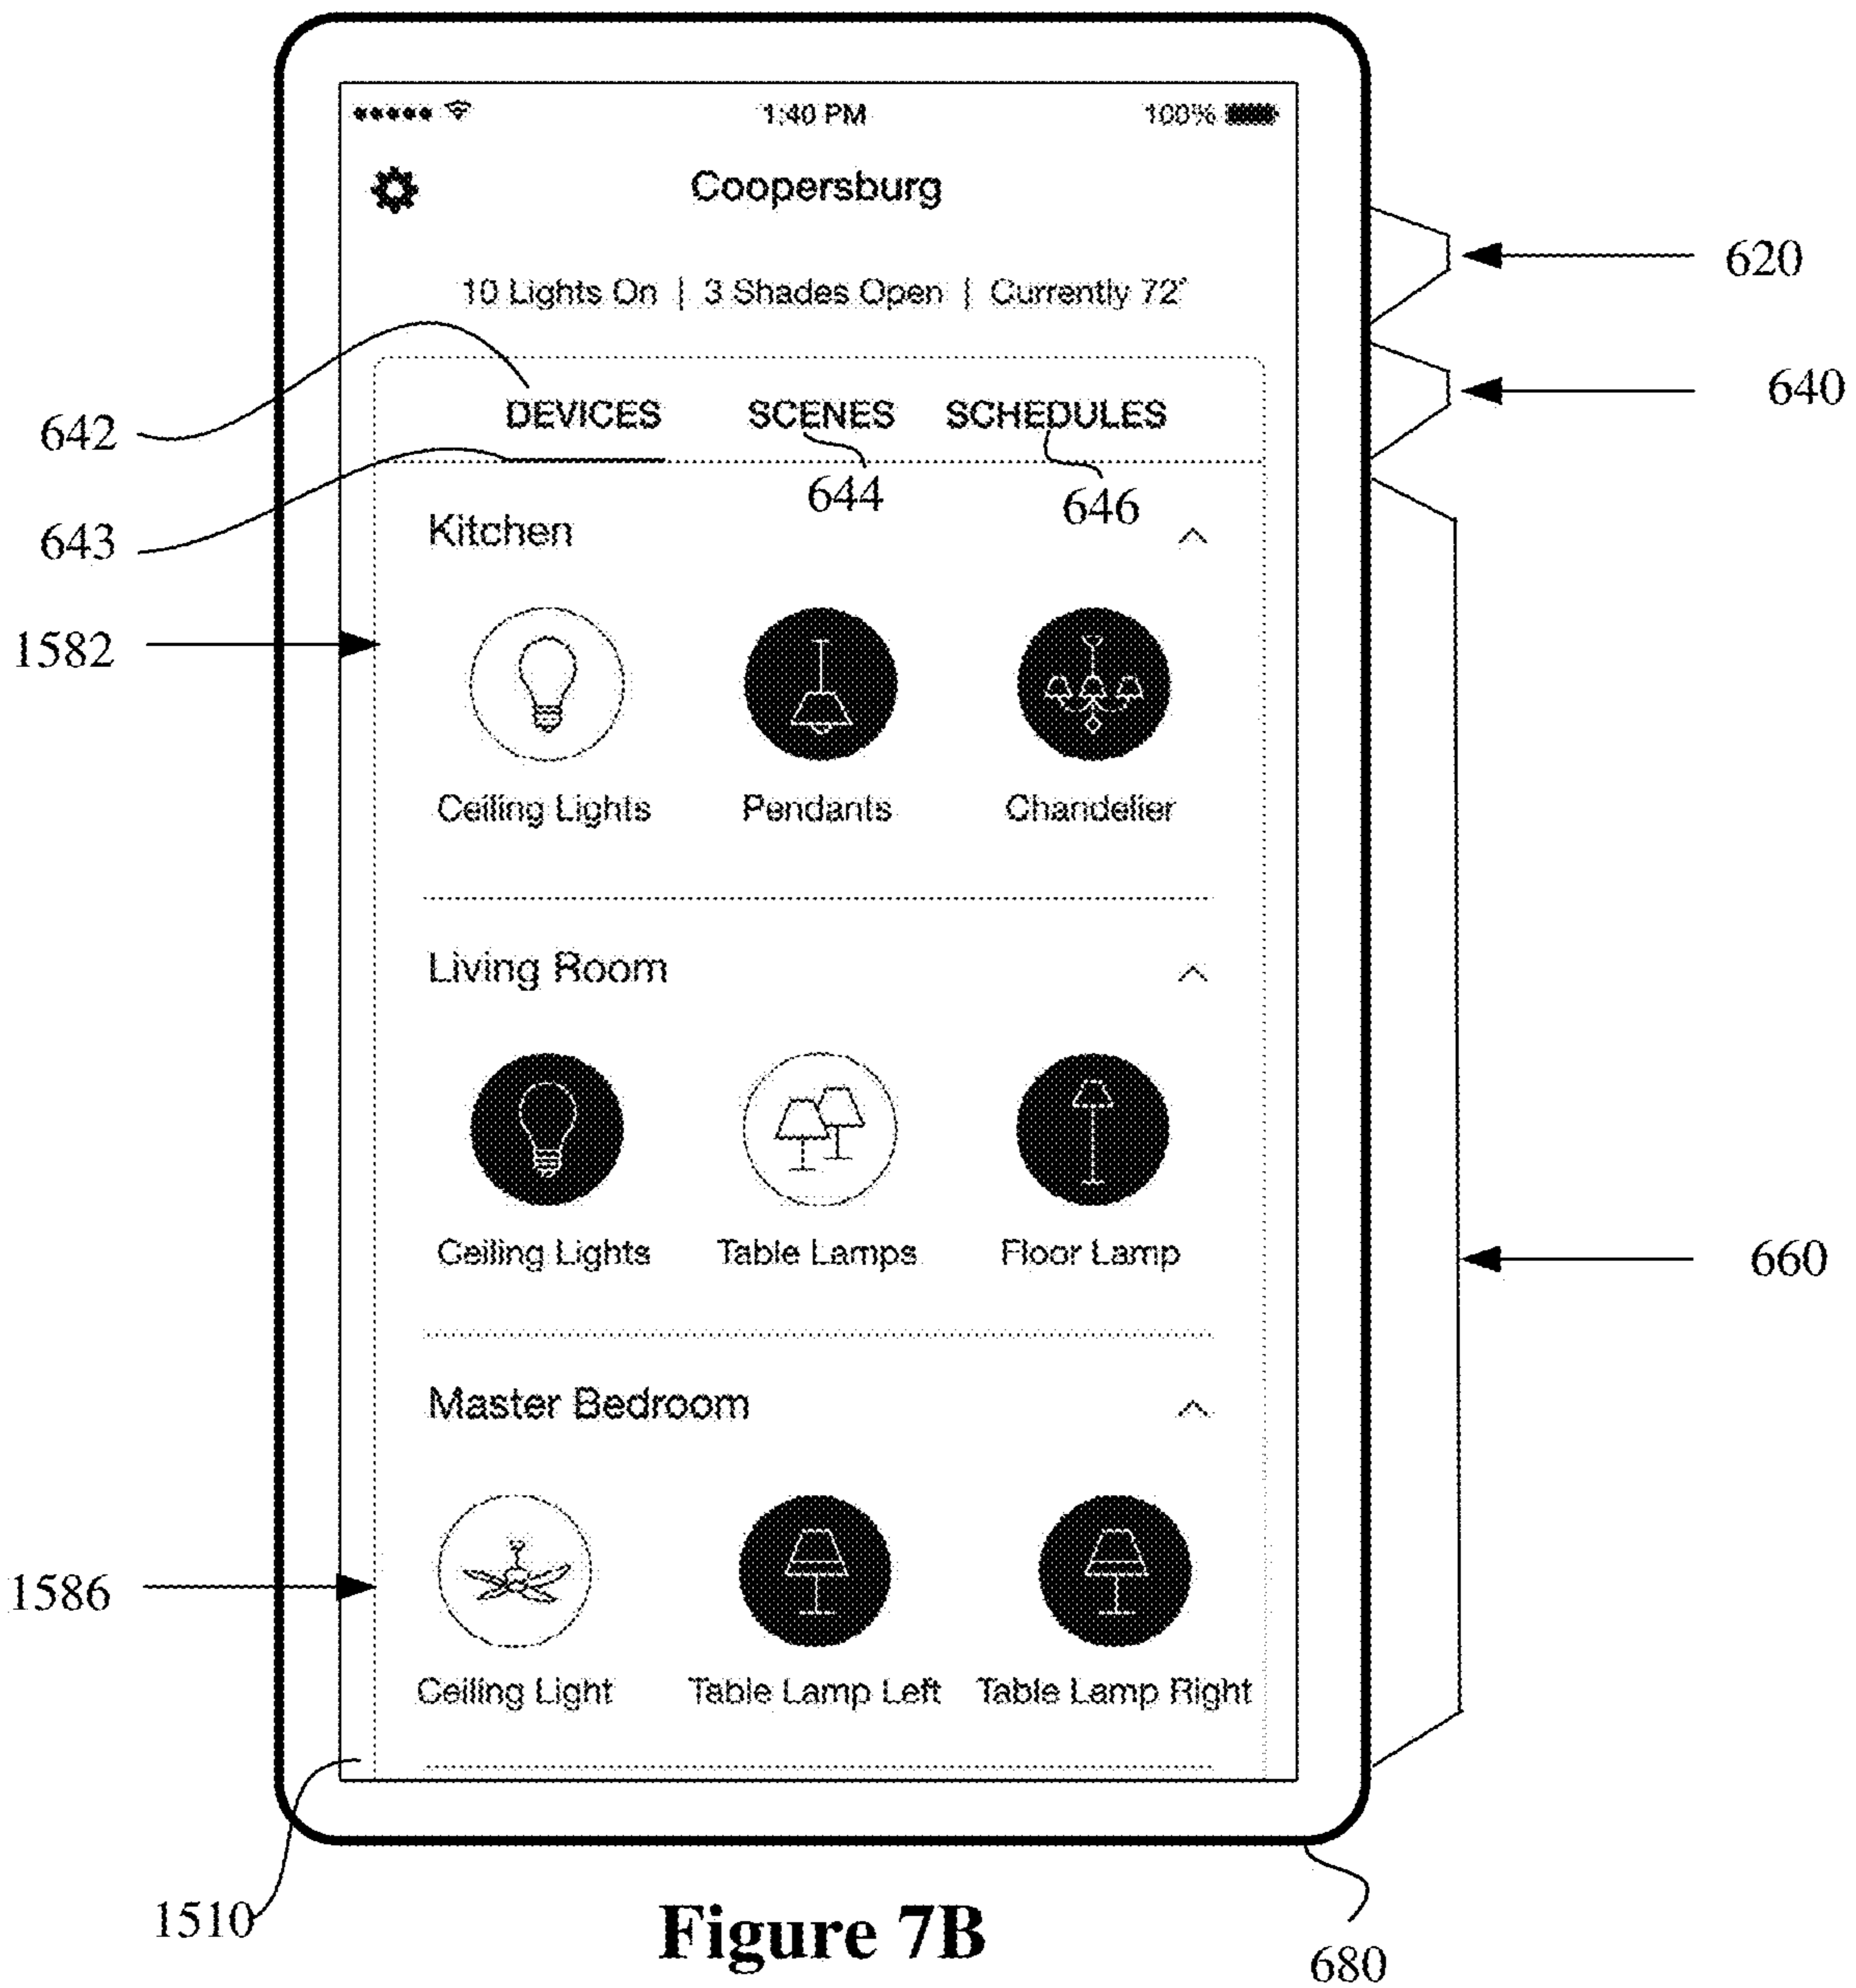 1:40 PM 100%
Coopersburg
620
10 Lights On | 3 Shades Open | Currently 72°
640
642 DEVICES SCENES SCHEDULES
644 646
643 Kitchen
1582
Ceiling Lights Pendants Chandelier
Living Room
Ceiling Lights Table Lamps Floor Lamp
660
Master Bedroom
1586
Ceiling Light Table Lamp Left Table Lamp Right
1510
Figure 7B
680